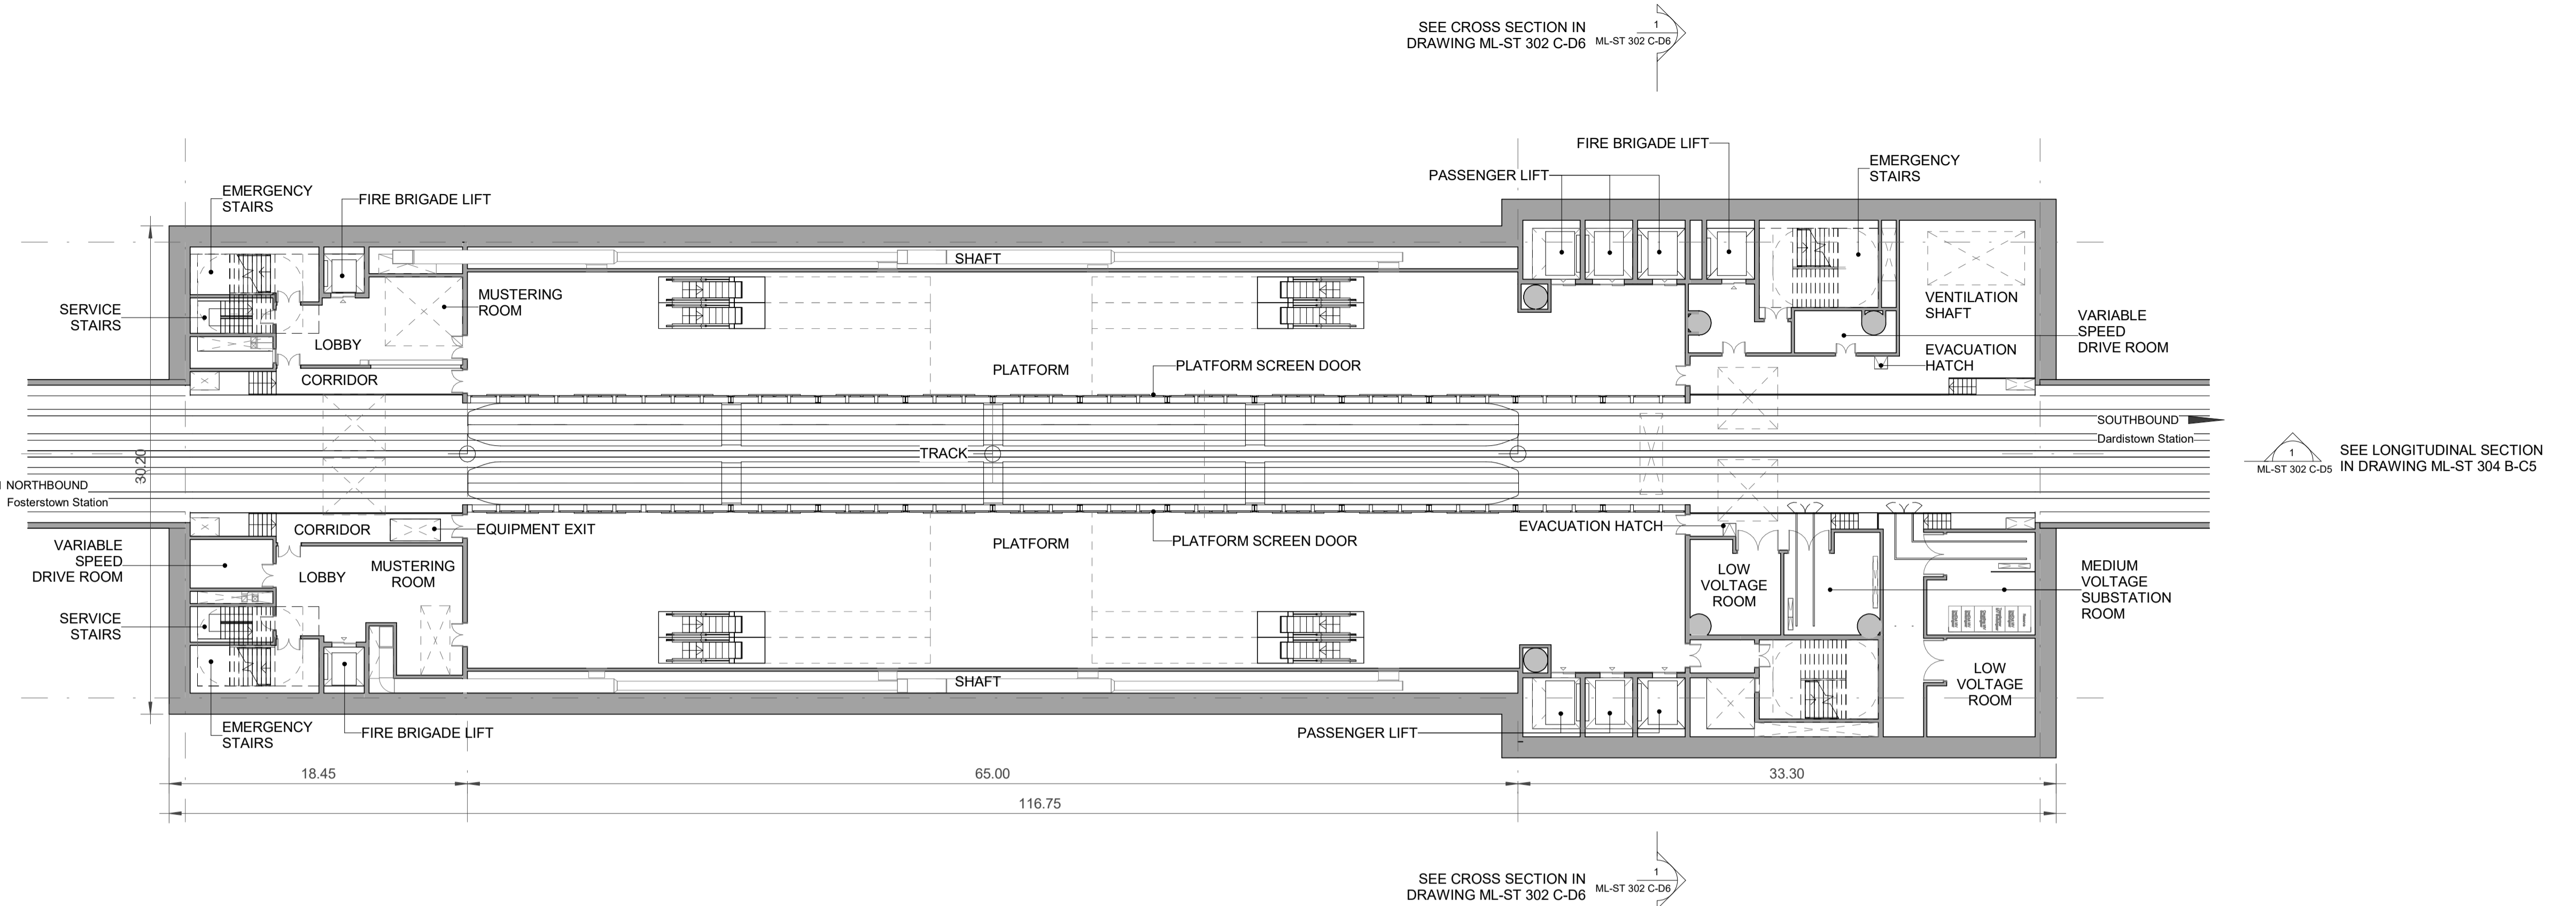 SEE CROSS SECTION IN
DRAWING ML-ST 302 C-D6
1
ML-ST 302 C-D6
FIRE BRIGADE LIFT
PASSENGER LIFT
EMERGENCY
STAIRS
EMERGENCY
STAIRS
FIRE BRIGADE LIFT
SHAFT
SERVICE
STAIRS
MUSTERING
ROOM
LOBBY
CORRIDOR
PLATFORM
PLATFORM SCREEN DOOR
VENTILATION
SHAFT
EVACUATION
HATCH
VARIABLE
SPEED
DRIVE ROOM
SOUTHBOUND
Dardistown Station
TRACK
30.20
NORTHBOUND
Fosterstown Station
1
ML-ST 302 C-D5
SEE LONGITUDINAL SECTION
IN DRAWING ML-ST 304 B-C5
CORRIDOR
EQUIPMENT EXIT
PLATFORM
PLATFORM SCREEN DOOR
EVACUATION HATCH
VARIABLE
SPEED
DRIVE ROOM
LOBBY
MUSTERING
ROOM
LOW
VOLTAGE
ROOM
MEDIUM
VOLTAGE
SUBSTATION
ROOM
SERVICE
STAIRS
SHAFT
LOW
VOLTAGE
ROOM
EMERGENCY
STAIRS
FIRE BRIGADE LIFT
PASSENGER LIFT
18.45
65.00
33.30
116.75
SEE CROSS SECTION IN
DRAWING ML-ST 302 C-D6
1
ML-ST 302 C-D6